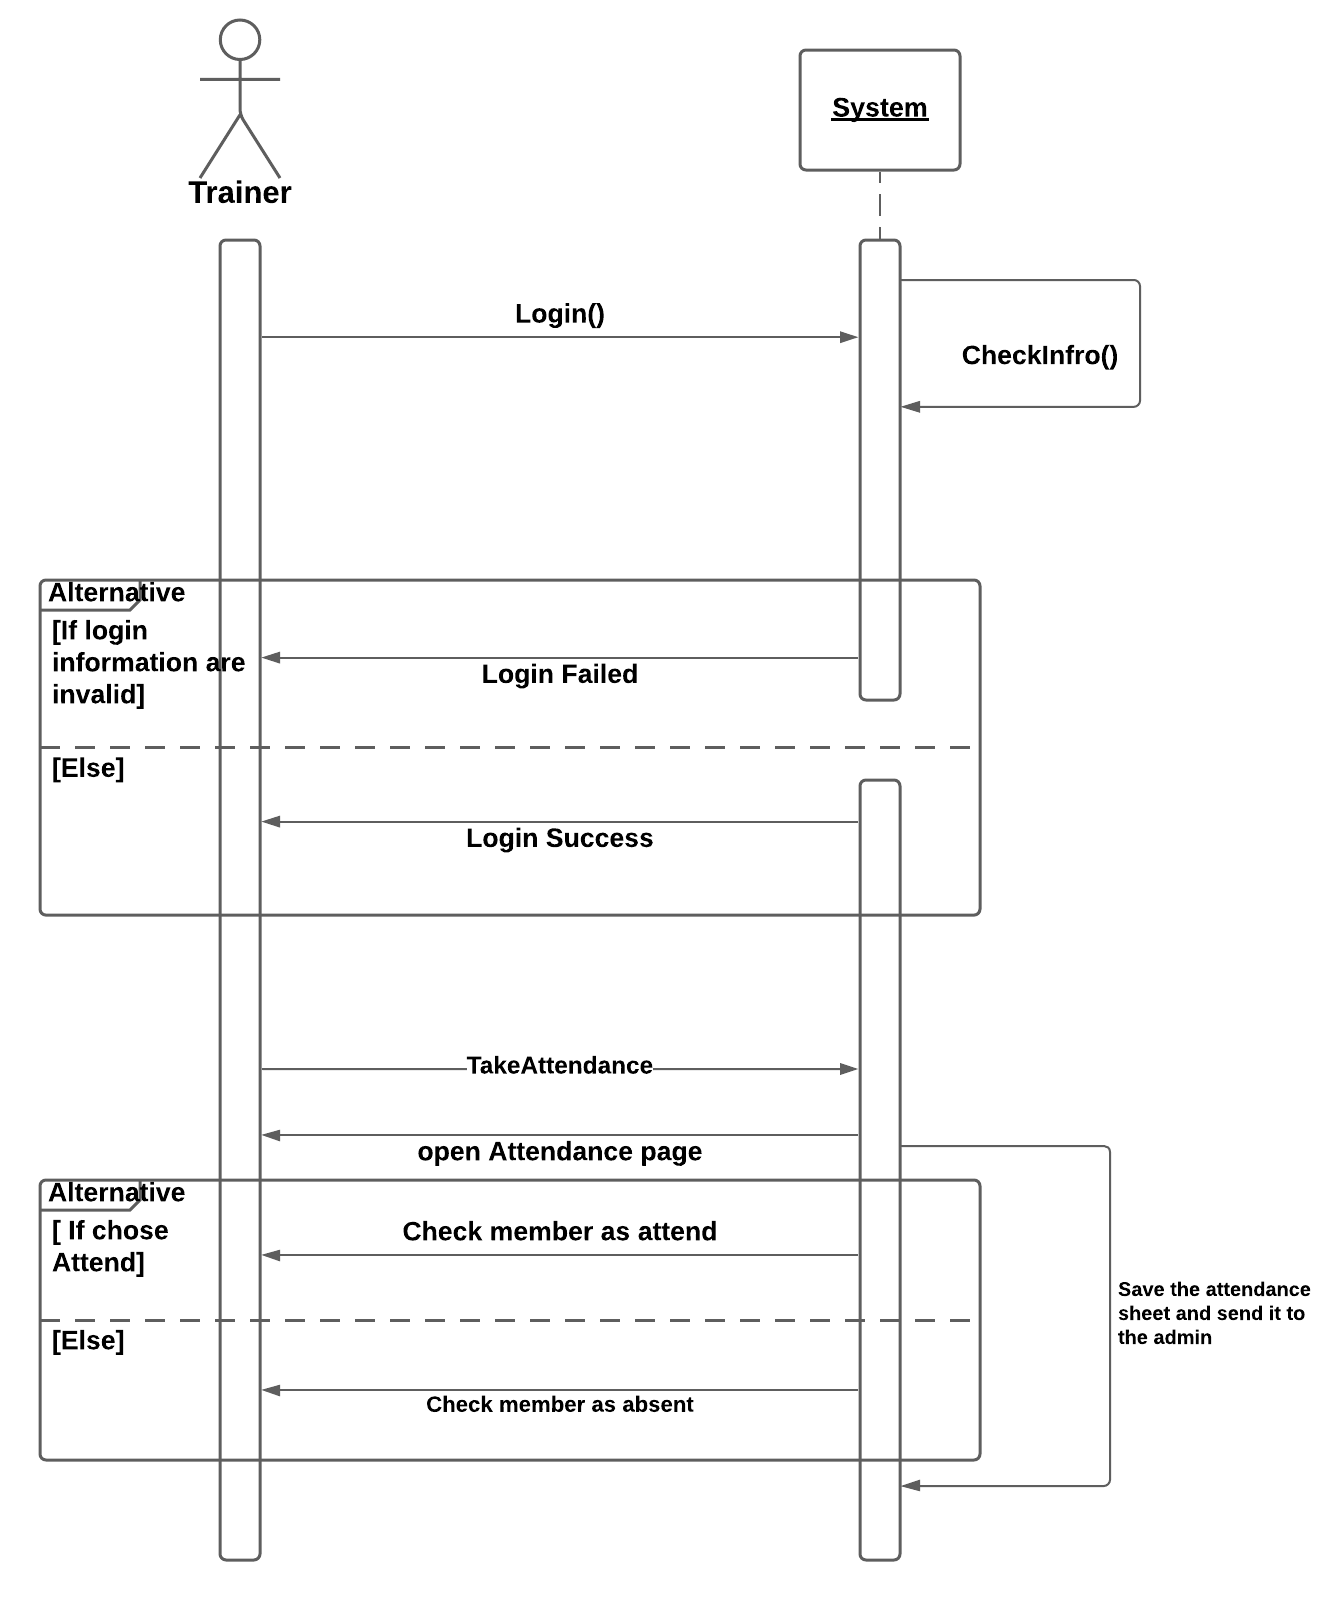 Trainer
System
Login()
CheckInfro()
Alternative
[If login
information are
invalid]
Login Failed
[Else]
Login Success
TakeAttendance
open Attendance page
Alternative
[ If chose
Attend]
Check member as attend
Save the attendance
sheet and send it to
the admin
[Else]
Check member as absent